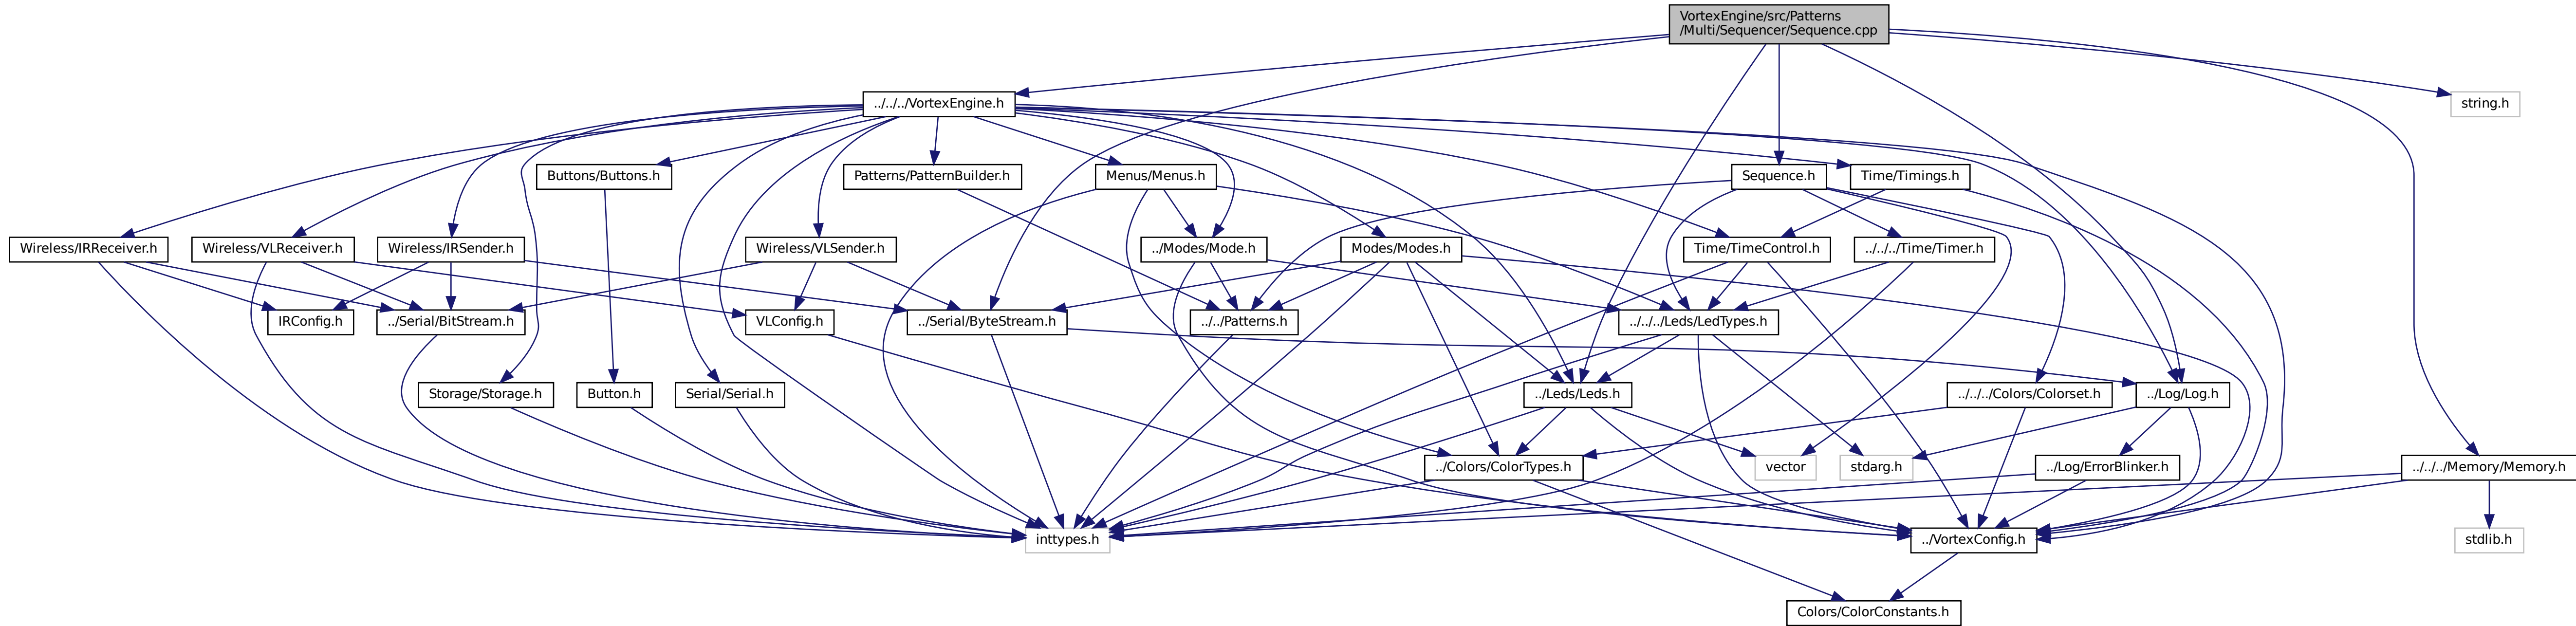 VortexEngine/src/Patterns
/Multi/Sequencer/Sequence.cpp
../../../VortexEngine.h
string.h
Buttons/Buttons.h
Patterns/PatternBuilder.h
Menus/Menus.h
Sequence.h
Time/Timings.h
Wireless/IRReceiver.h
Wireless/VLReceiver.h
Wireless/IRSender.h
Wireless/VLSender.h
../Modes/Mode.h
Modes/Modes.h
Time/TimeControl.h
../../../Time/Timer.h
IRConfig.h
../Serial/BitStream.h
VLConfig.h
../Serial/ByteStream.h
../../Patterns.h
../../../Leds/LedTypes.h
Storage/Storage.h
Button.h
Serial/Serial.h
../Leds/Leds.h
../../../Colors/Colorset.h
../Log/Log.h
../Colors/ColorTypes.h
vector
stdarg.h
../Log/ErrorBlinker.h
../../../Memory/Memory.h
inttypes.h
../VortexConfig.h
stdlib.h
Colors/ColorConstants.h